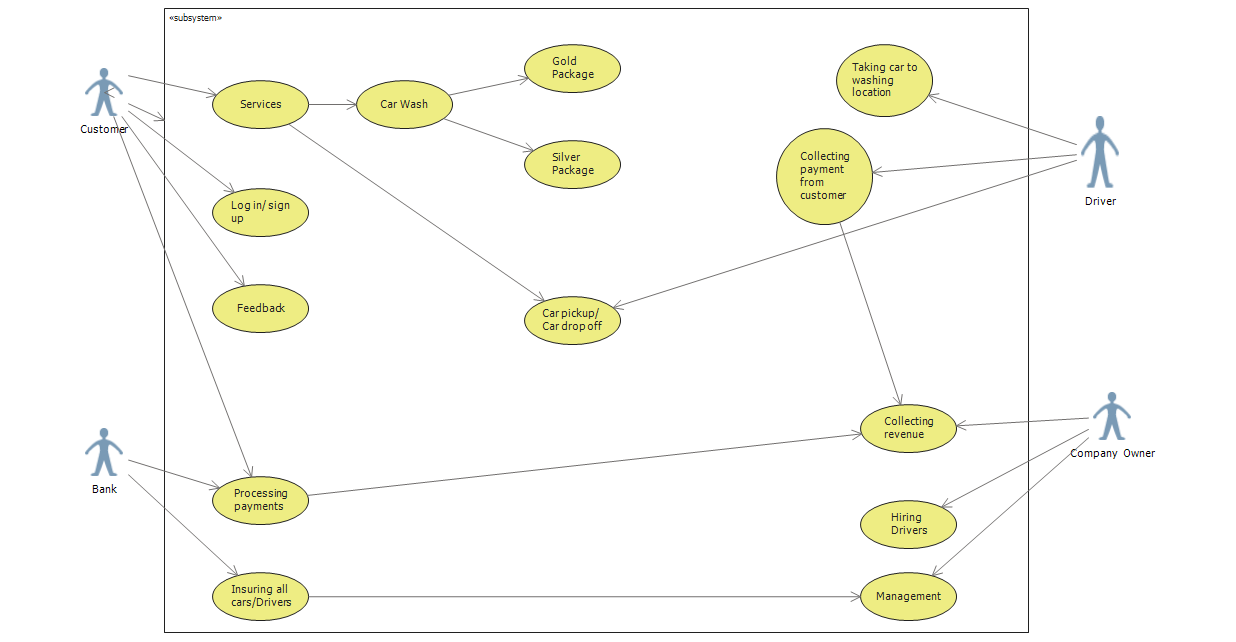 «subsystem»
Customer
Services
Car Wash
Gold
Package
Silver
Package
Taking car to
washing
location
Collecting
payment
from
customer
Driver
Log in/ sign
up
Feedback
Car pickup/
Car drop off
Collecting
revenue
Company Owner
Bank
Processing
payments
Hiring
Drivers
Insuring all
cars/Drivers
Management